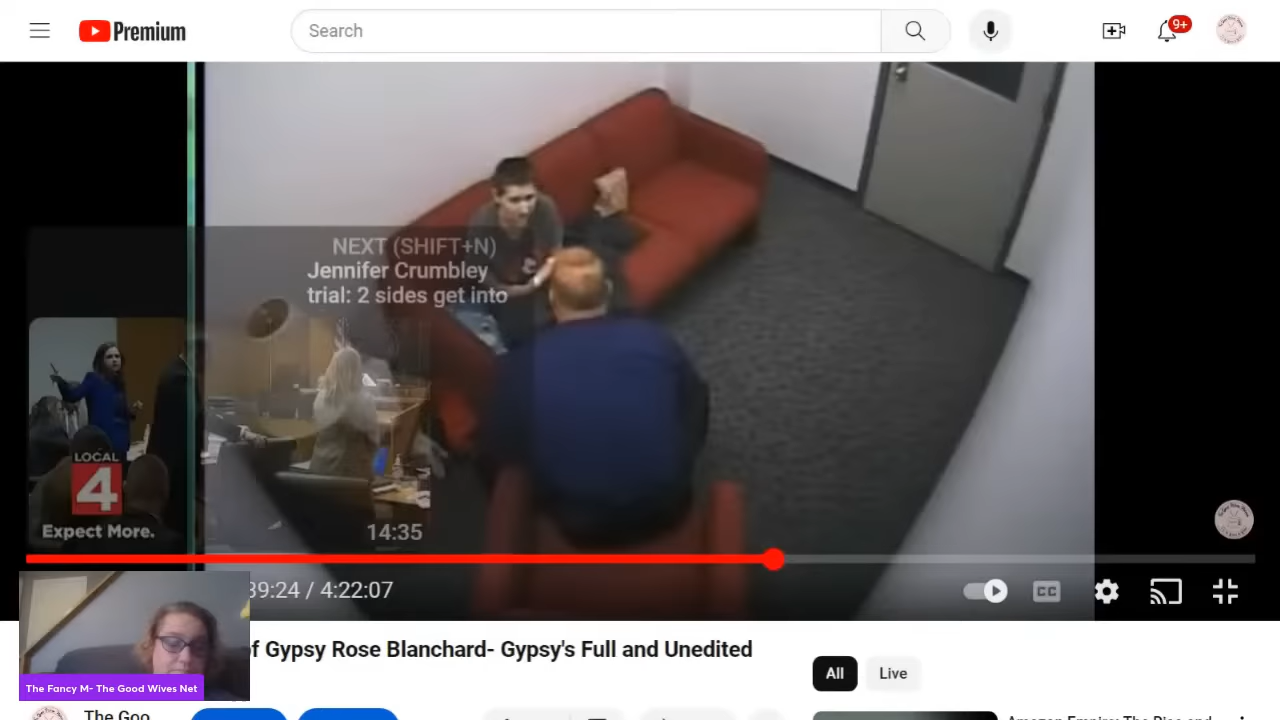 Premium
Search
9+
NEXT (SHIFT+N)
Jennifer Crumbley
trial: 2 sides get into
LOCAL
4
Expect More.
14:35
39:24 / 4:22:07
CC
f Gypsy Rose Blanchard- Gypsy's Full and Unedited
The Fancy M- The Good Wives Net
All
Live
The Goo